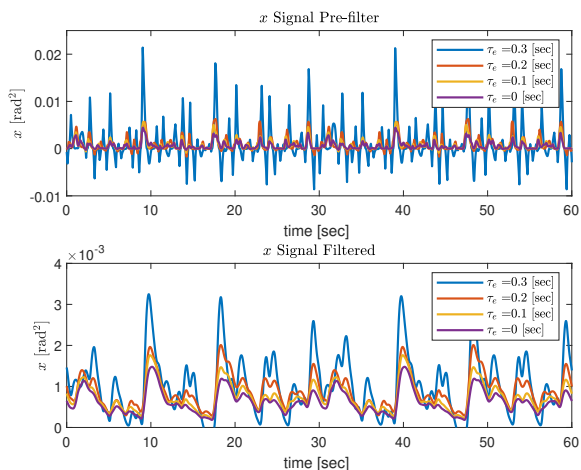 x Signal Pre-filter
0.02
0.01
0
-0.01
x [rad²]
τₑ =0.3 [sec]
τₑ =0.2 [sec]
τₑ =0.1 [sec]
τₑ =0 [sec]
0 10 20 30 40 50 60
time [sec]
x Signal Filtered
×10⁻³
4
3
2
1
0
x [rad²]
τₑ =0.3 [sec]
τₑ =0.2 [sec]
τₑ =0.1 [sec]
τₑ =0 [sec]
0 10 20 30 40 50 60
time [sec]